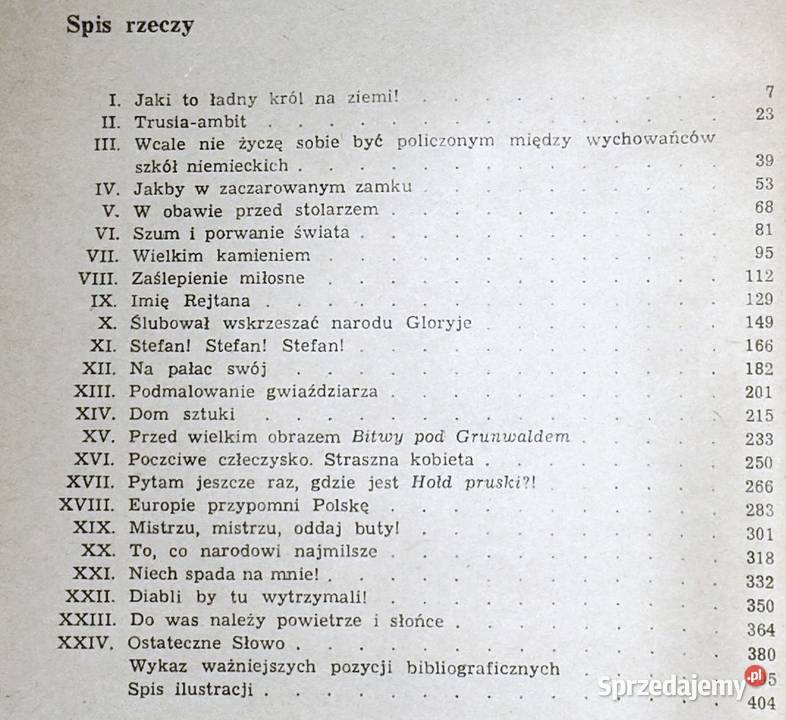 Spis rzeczy
I. Jaki to ładny król na ziemi! . . . . . . . . . . 7
II. Trusia-ambit . . . . . . . . . . . . . . 23
III. Wcale nie życzę sobie być policzonym między wychowańców
szkół niemieckich . . . . . . . . . . . . . 39
IV. Jakby w zaczarowanym zamku . . . . . . . . . . 53
V. W obawie przed stolarzem . . . . . . . . . . . 68
VI. Szum i porwanie świata . . . . . . . . . . . . 81
VII. Wielkim kamieniem . . . . . . . . . . . . . 95
VIII. Zaślepienie miłosne . . . . . . . . . . . . . 112
IX. Imię Rejtana . . . . . . . . . . . . . . 129
X. Ślubował wskrzeszać narodu Gloryje . . . . . . . . 149
XI. Stefan! Stefan! Stefan! . . . . . . . . . . . . 166
XII. Na pałac swój . . . . . . . . . . . . . . 182
XIII. Podmalowanie gwiaździarza . . . . . . . . . . . 201
XIV. Dom sztuki . . . . . . . . . . . . . . . 215
XV. Przed wielkim obrazem Bitwy pod Grunwaldem . . . . . 233
XVI. Poczciwe człeczysko. Straszna kobieta . . . . . . . . 250
XVII. Pytam jeszcze raz, gdzie jest Hołd pruski?! . . . . . . 266
XVIII. Europie przypomni Polskę . . . . . . . . . . . 283
XIX. Mistrzu, mistrzu, oddaj buty! . . . . . . . . . . 301
XX. To, co narodowi najmilsze . . . . . . . . . . . 318
XXI. Niech spada na mnie! . . . . . . . . . . . . . 332
XXII. Diabli by tu wytrzymali! . . . . . . . . . . . 350
XXIII. Do was należy powietrze i słońce . . . . . . . . . 364
XXIV. Ostateczne Słowo . . . . . . . . . . . . . . 380
Wykaz ważniejszych pozycji bibliograficznych
Spis ilustracji . . . . . . . . . . . . . . 404
Sprzedajemy .pl